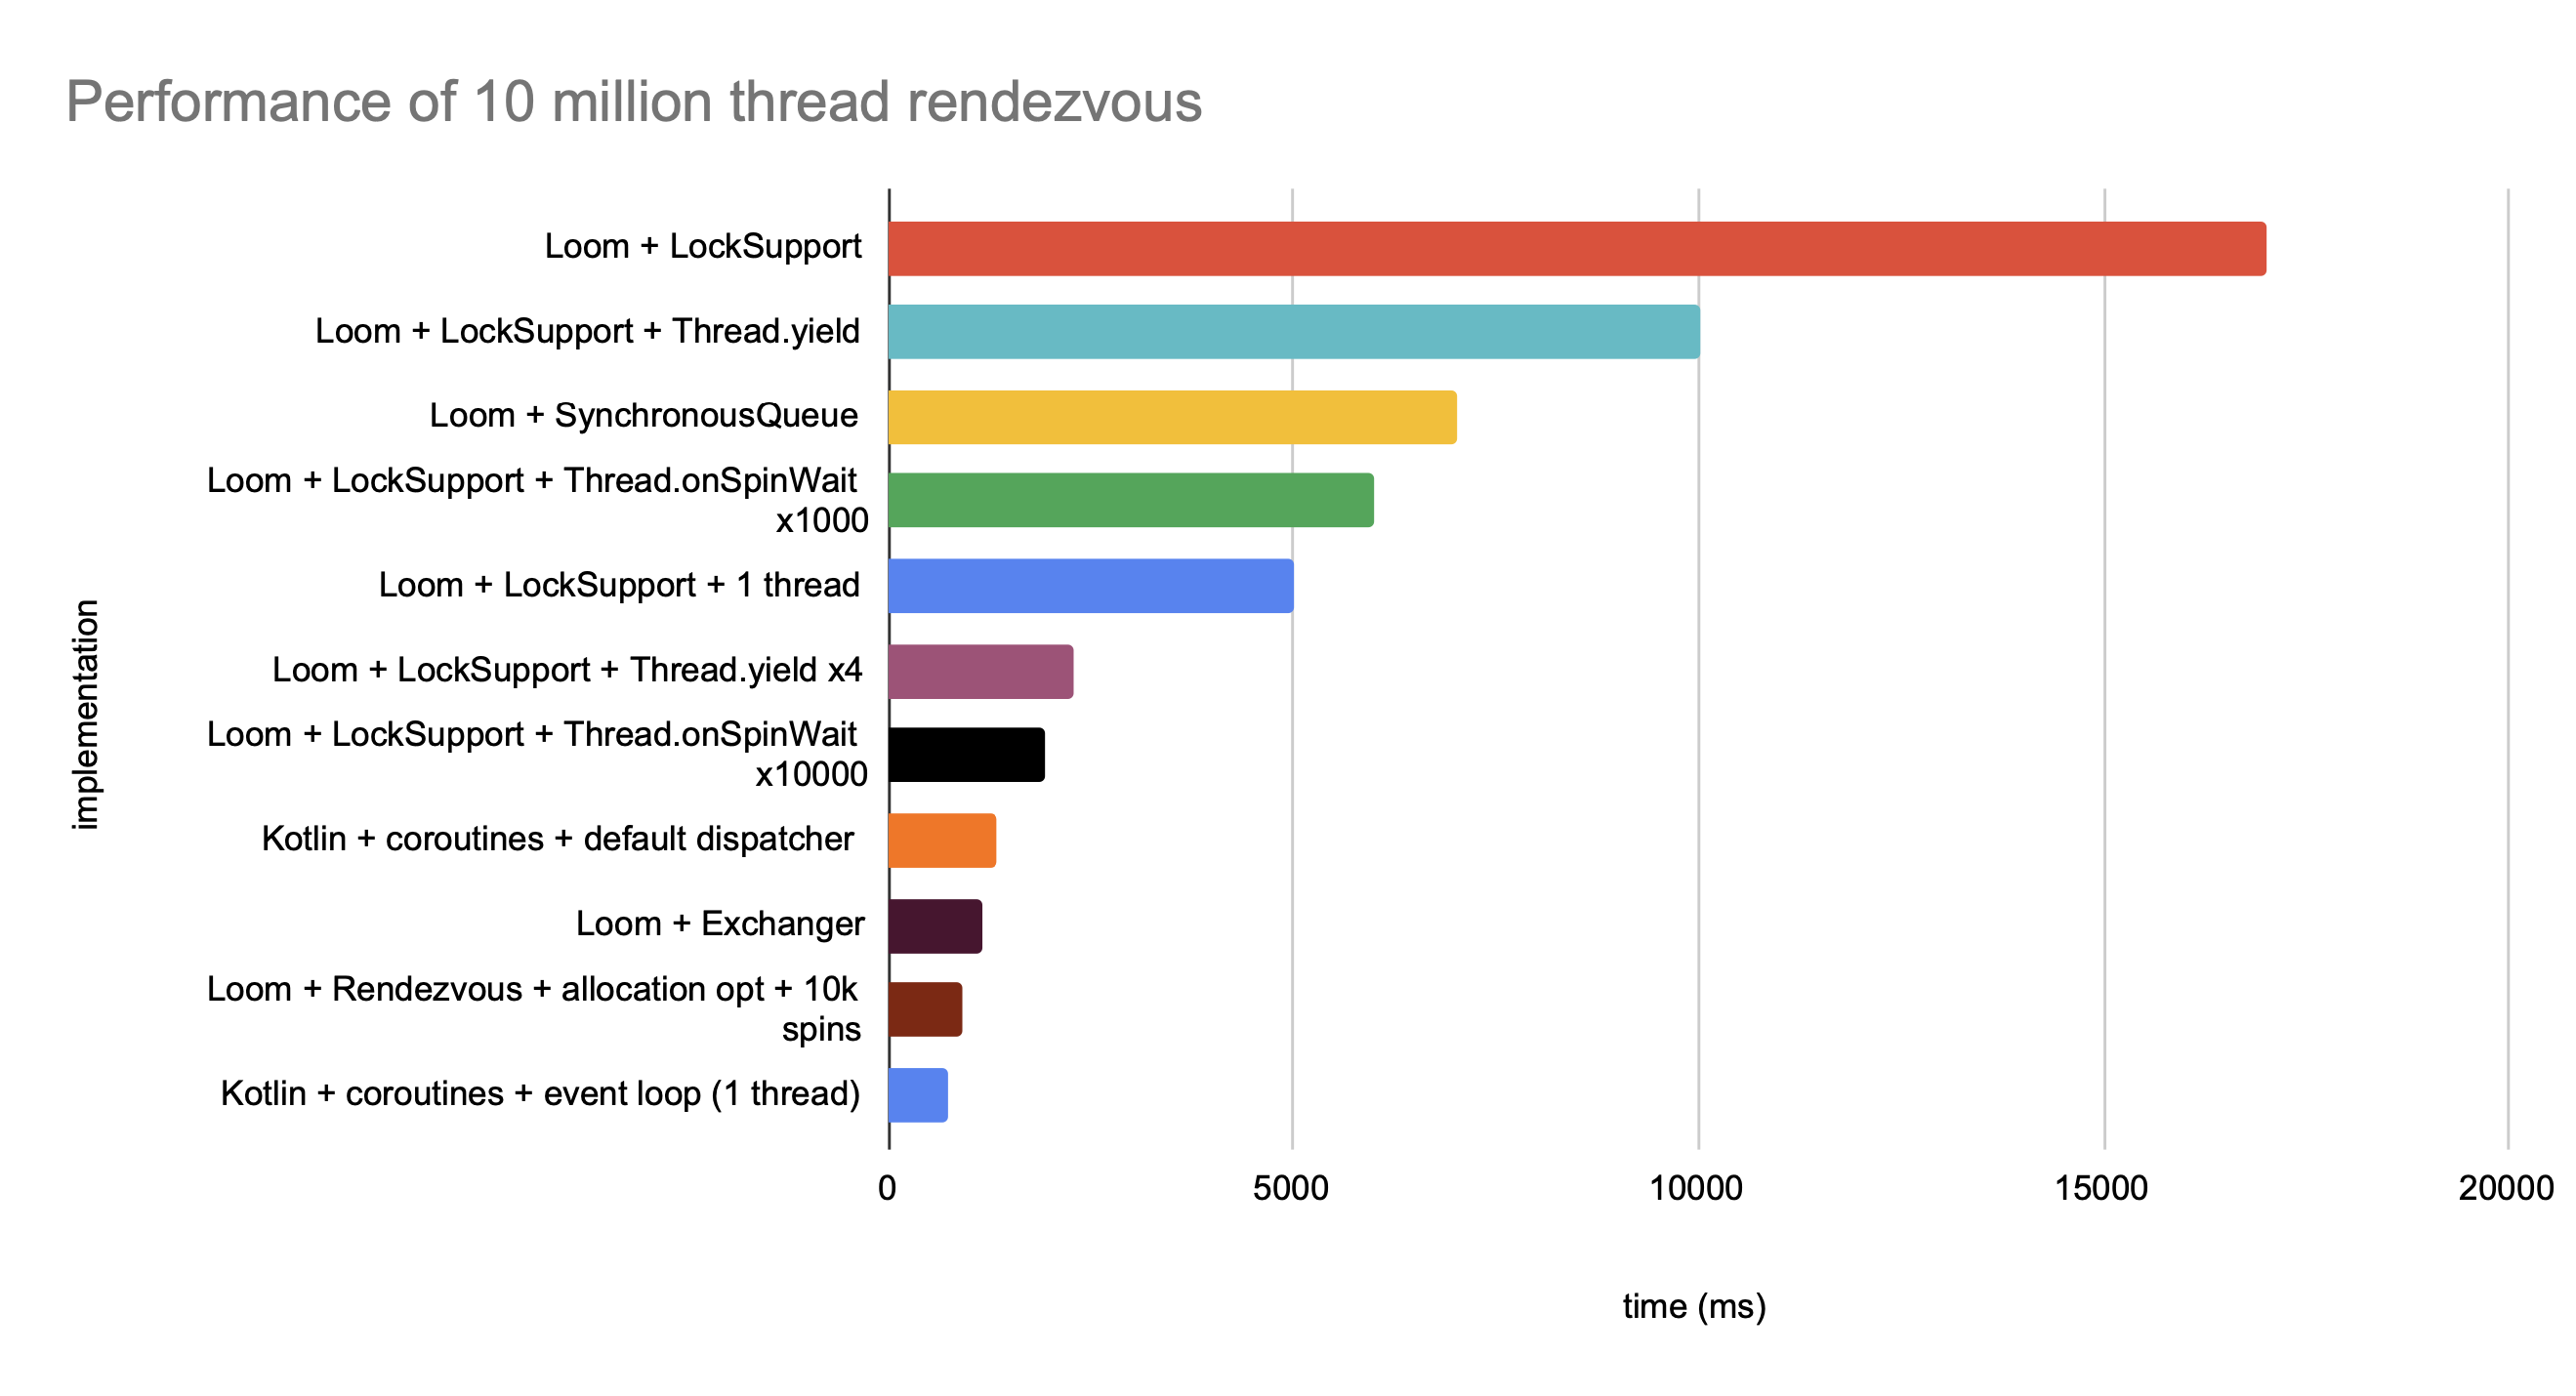 Performance of 10 million thread rendezvous
Loom + LockSupport
Loom + LockSupport + Thread.yield
Loom + SynchronousQueue
Loom + LockSupport + Thread.onSpinWait
x1000
Loom + LockSupport + 1 thread
Loom + LockSupport + Thread.yield x4
Loom + LockSupport + Thread.onSpinWait
x10000
Kotlin + coroutines + default dispatcher
Loom + Exchanger
Loom + Rendezvous + allocation opt + 10k
spins
Kotlin + coroutines + event loop (1 thread)
implementation
0 5000 10000 15000 20000
time (ms)